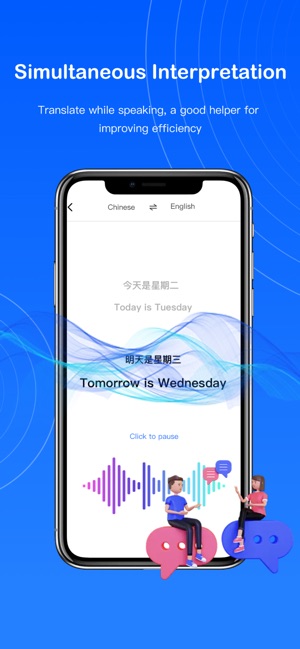 Simultaneous Interpretation
Translate while speaking, a good helper for
improving efficiency
Chinese ⇌ English
今天是星期二
Today is Tuesday
明天是星期三
Tomorrow is Wednesday
Click to pause